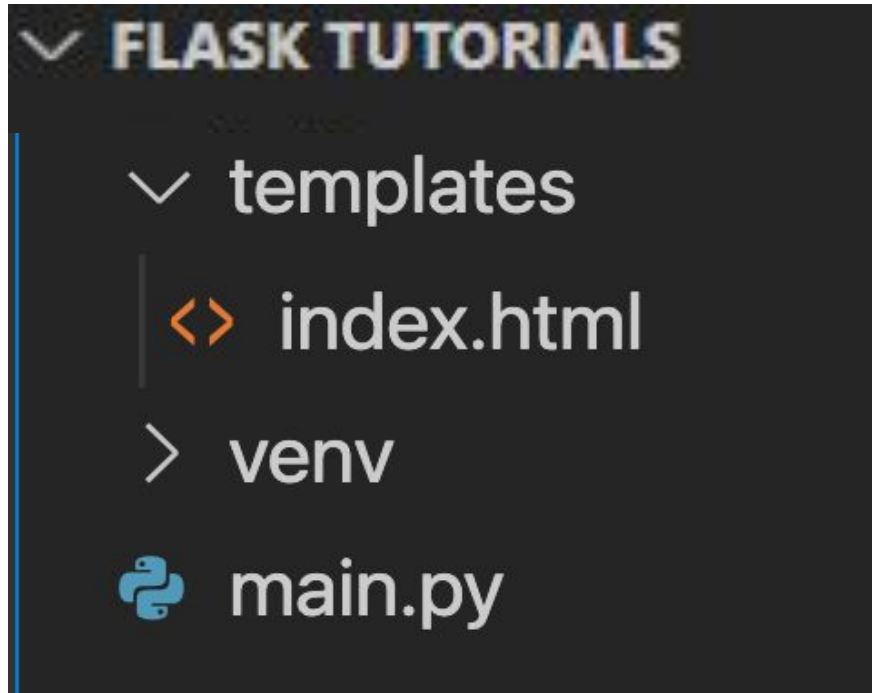 FLASK TUTORIALS
templates
index.html
venv
main.py